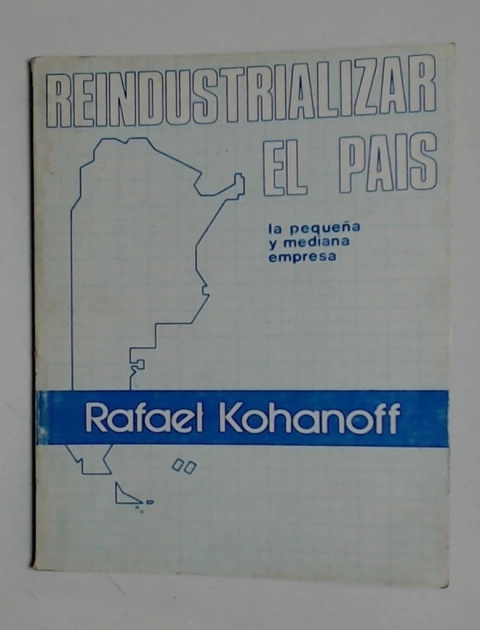 REINDUSTRIALIZAR
EL PAIS
la pequeña
y mediana
empresa
Rafael Kohanoff